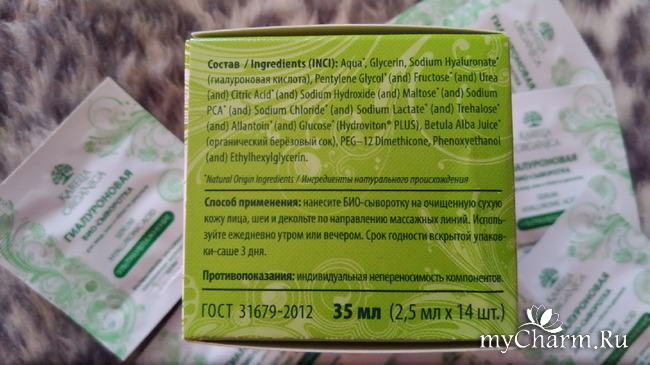 Состав / Ingredients (INCI): Aqua*, Glycerin, Sodium Hyaluronate*
(гиалуроновая кислота), Pentylene Glycol* (and) Fructose* (and) Urea
(and) Citric Acid* (and) Sodium Hydroxide (and) Maltose* (and) Sodium
PCA* (and) Sodium Chloride* (and) Sodium Lactate* (and) Trehalose*
(and) Allantoin* (and) Glucose* (Hydroviton® PLUS), Betula Alba Juice*
(органический берёзовый сок), PEG–12 Dimethicone, Phenoxyethanol
(and) Ethylhexylglycerin.
*Natural Origin Ingredients / Ингредиенты натурального происхождения
Способ применения: нанесите БИО-сыворотку на очищенную сухую
кожу лица, шеи и декольте по направлению массажных линий. Исполь-
зуйте ежедневно утром или вечером. Срок годности вскрытой упаков-
ки-саше 3 дня.
Противопоказания: индивидуальная непереносимость компонентов.
ГОСТ 31679-2012 35 мл (2,5 мл x 14 шт.)
KARELIA
ORGANICA
ГИАЛУРОНОВАЯ
БИО-СЫВОРОТКА
myCharm.Ru